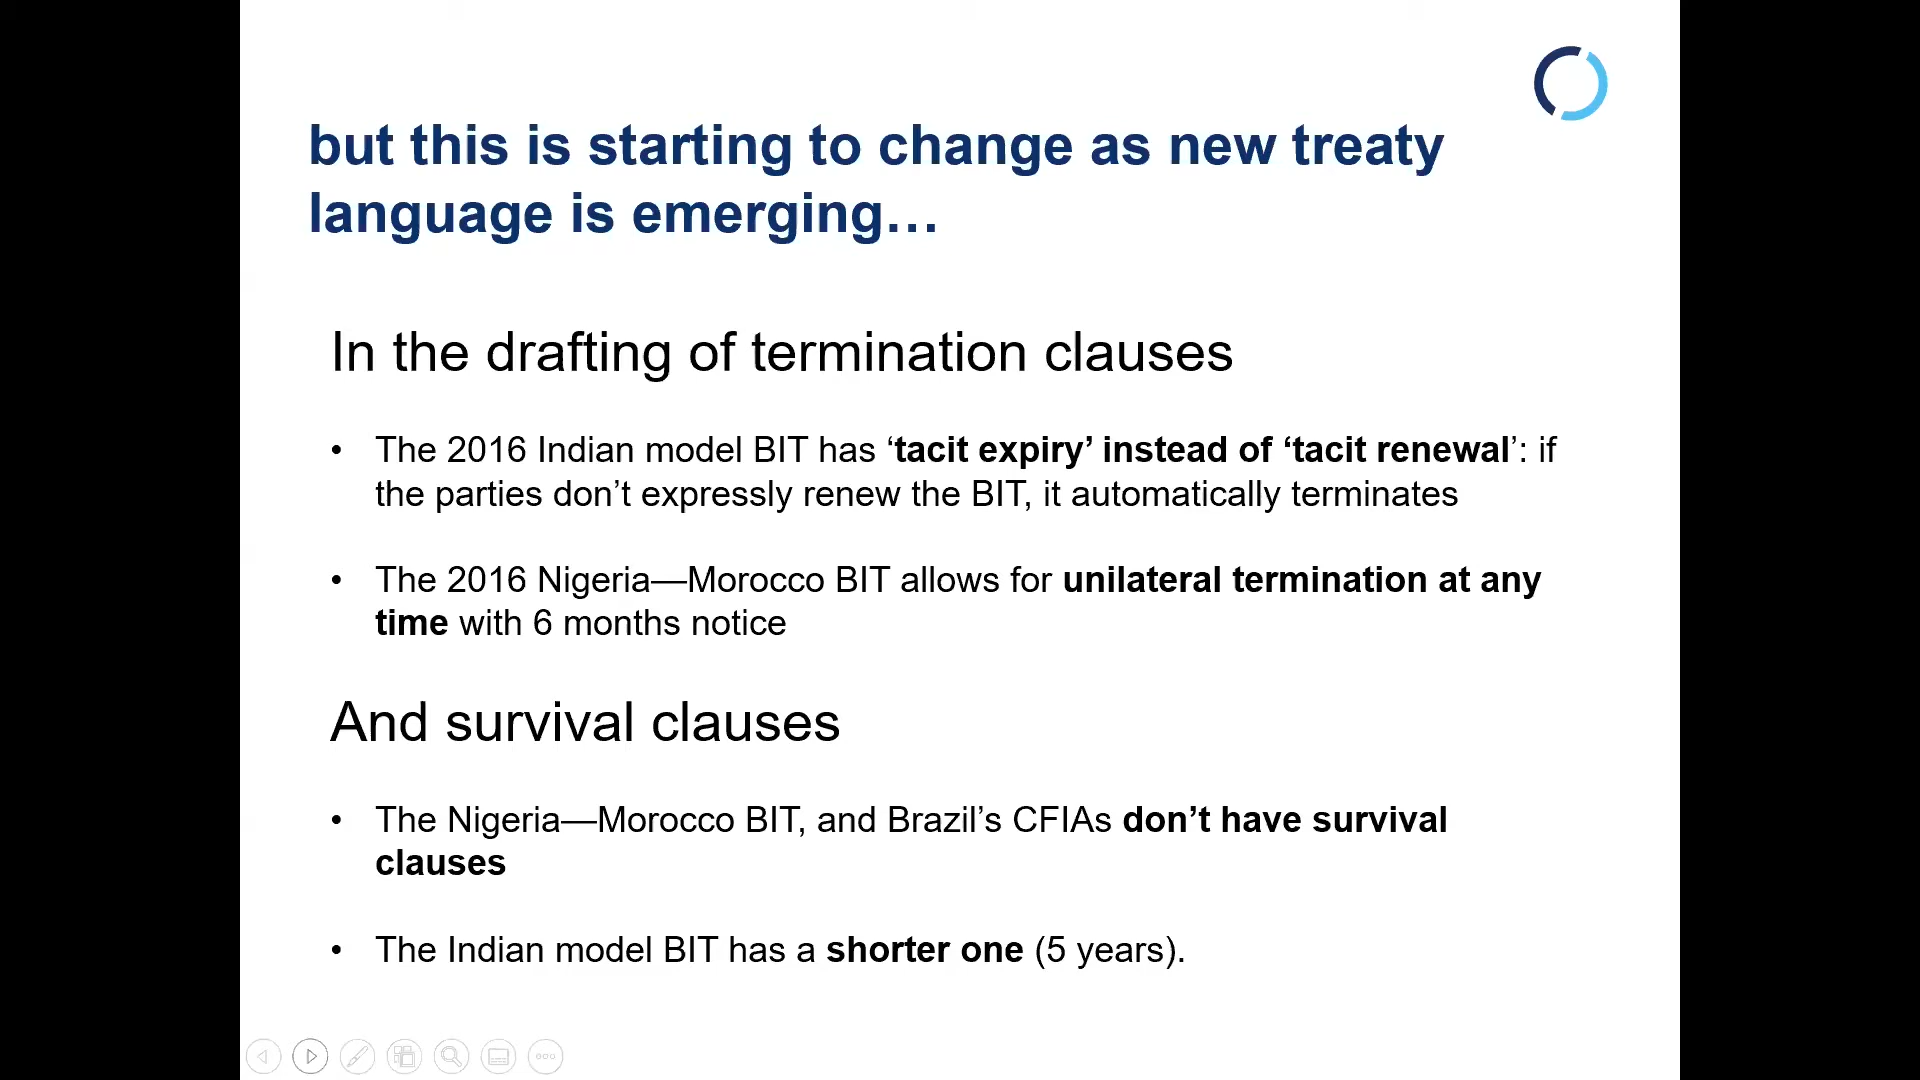 but this is starting to change as new treaty
language is emerging…
In the drafting of termination clauses
• The 2016 Indian model BIT has ‘tacit expiry’ instead of ‘tacit renewal’: if
the parties don’t expressly renew the BIT, it automatically terminates
• The 2016 Nigeria—Morocco BIT allows for unilateral termination at any
time with 6 months notice
And survival clauses
• The Nigeria—Morocco BIT, and Brazil’s CFIAs don’t have survival
clauses
• The Indian model BIT has a shorter one (5 years).